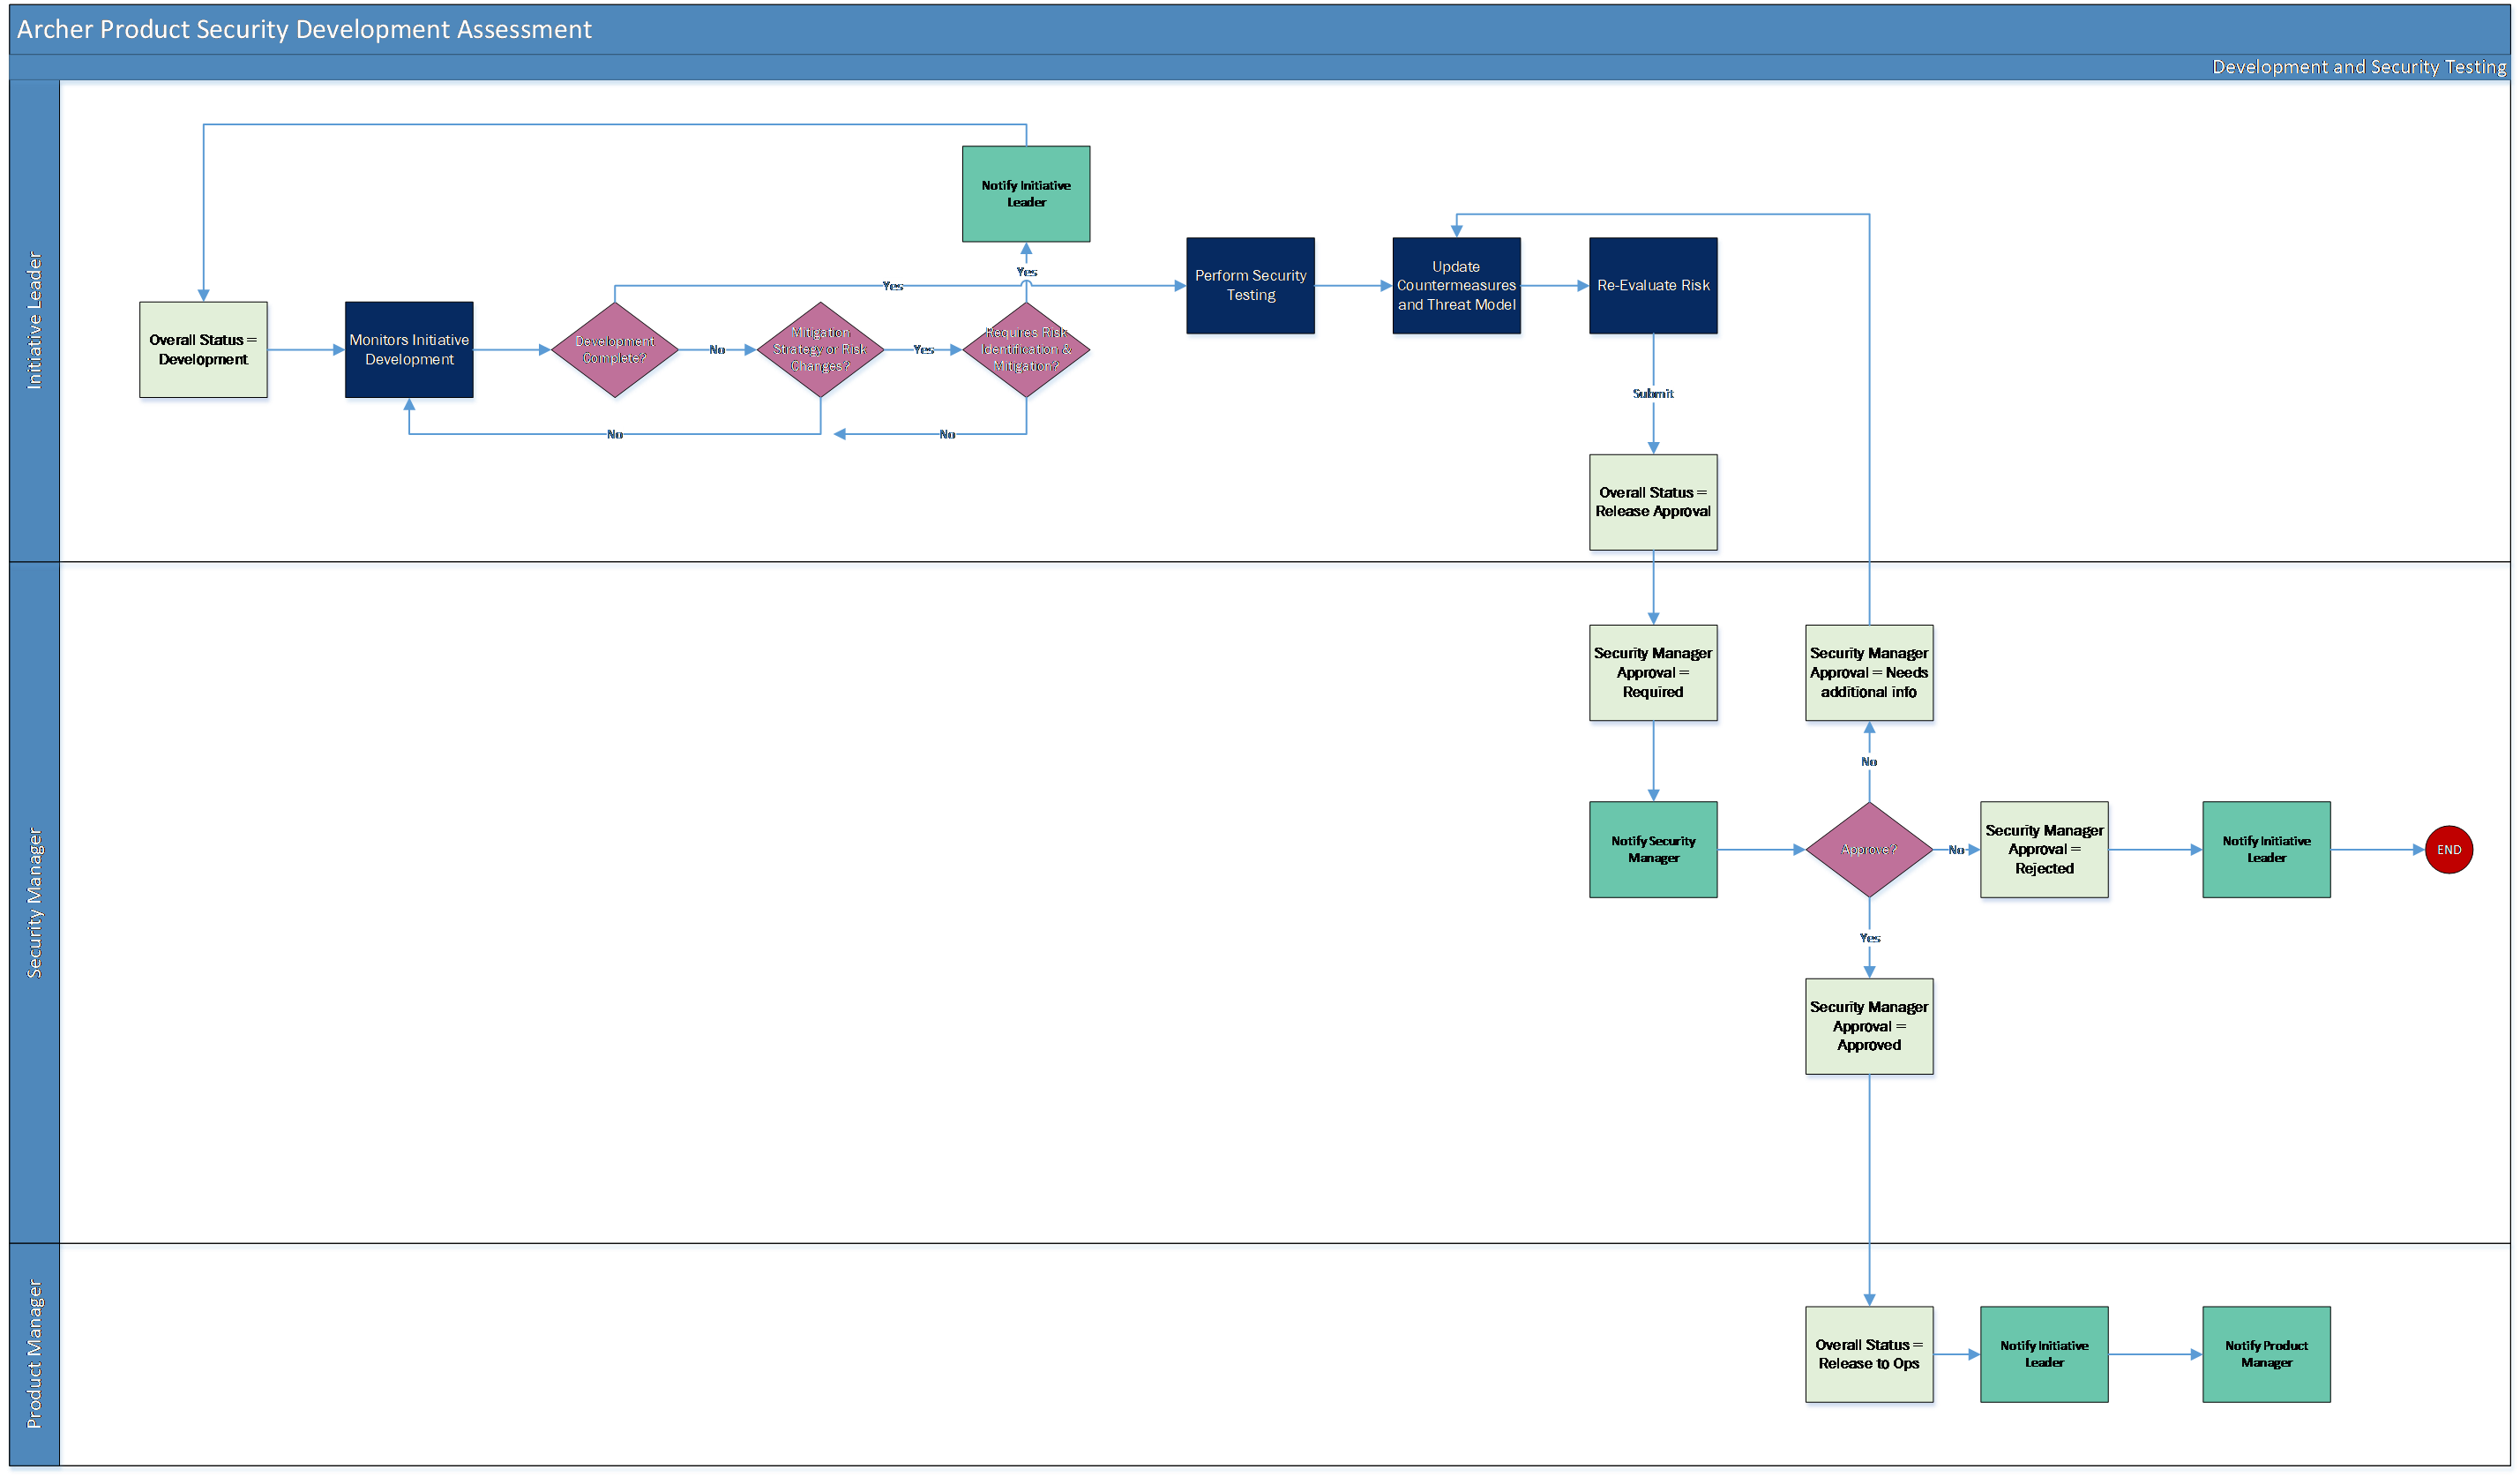 Archer Product Security Development Assessment
Development and Security Testing
Initiative Leader
Notify Initiative
Leader
Yes
Yes
Perform Security
Testing
Update
Countermeasures
and Threat Model
Re-Evaluate Risk
Overall Status =
Development
Monitors Initiative
Development
Development
Complete?
No
Mitigation
Strategy or Risk
Changes?
Yes
Requires Risk
Identification &
Mitigation?
No
No
Submit
Overall Status =
Release Approval
Security Manager
Security Manager
Approval =
Required
Security Manager
Approval = Needs
additional info
No
Notify Security
Manager
Approve?
No
Security Manager
Approval =
Rejected
Notify Initiative
Leader
END
Yes
Security Manager
Approval =
Approved
Product Manager
Overall Status =
Release to Ops
Notify Initiative
Leader
Notify Product
Manager